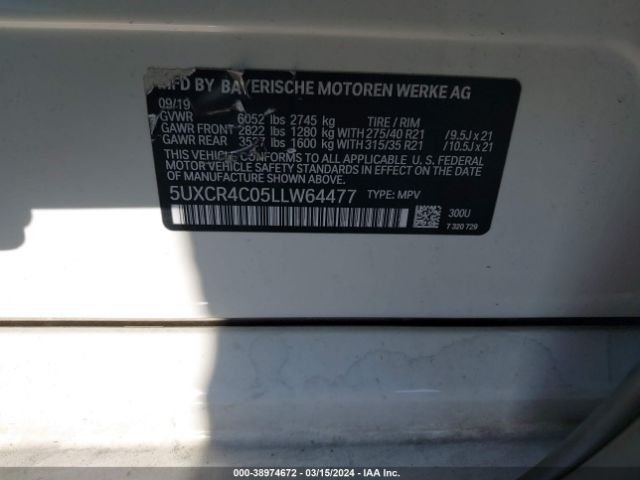 MFD BY BAYERISCHE MOTOREN WERKE AG
09/19
GVWR 6052 lbs 2745 kg TIRE / RIM
GAWR FRONT 2822 lbs 1280 kg WITH 275/40 R21 / 9.5J x 21
GAWR REAR 3527 lbs 1600 kg WITH 315/35 R21 / 10.5J x 21
THIS VEHICLE CONFORMS TO ALL APPLICABLE U. S. FEDERAL
MOTOR VEHICLE SAFETY STANDARDS IN EFFECT ON THE
DATE OF MANUFACTURE SHOWN ABOVE.
5UXCR4C05LLW64477 TYPE: MPV
300U
7 320 729
000-38974672 — 03/15/2024 — IAA Inc.